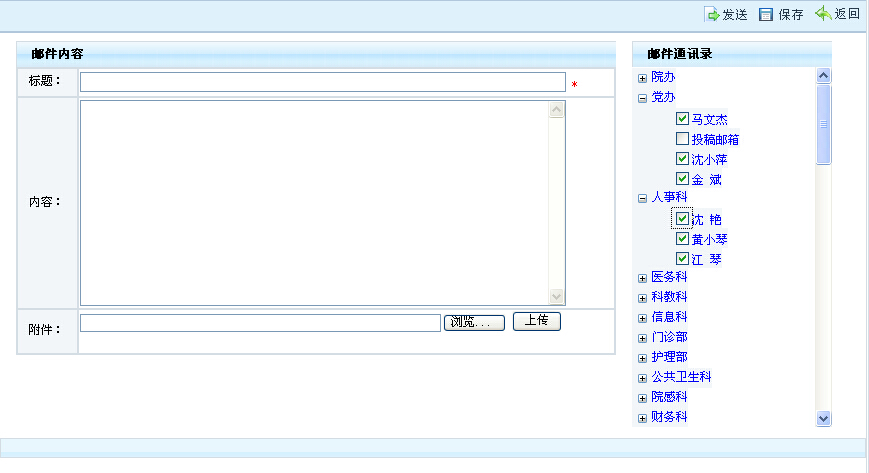 发送 保存 返回
邮件内容
标题：
*
内容：
附件：
浏览... 上传
邮件通讯录
院办
党办
马文杰
投稿邮箱
沈小萍
金 斌
人事科
沈 艳
黄小琴
江 琴
医务科
科教科
信息科
门诊部
护理部
公共卫生科
院感科
财务科